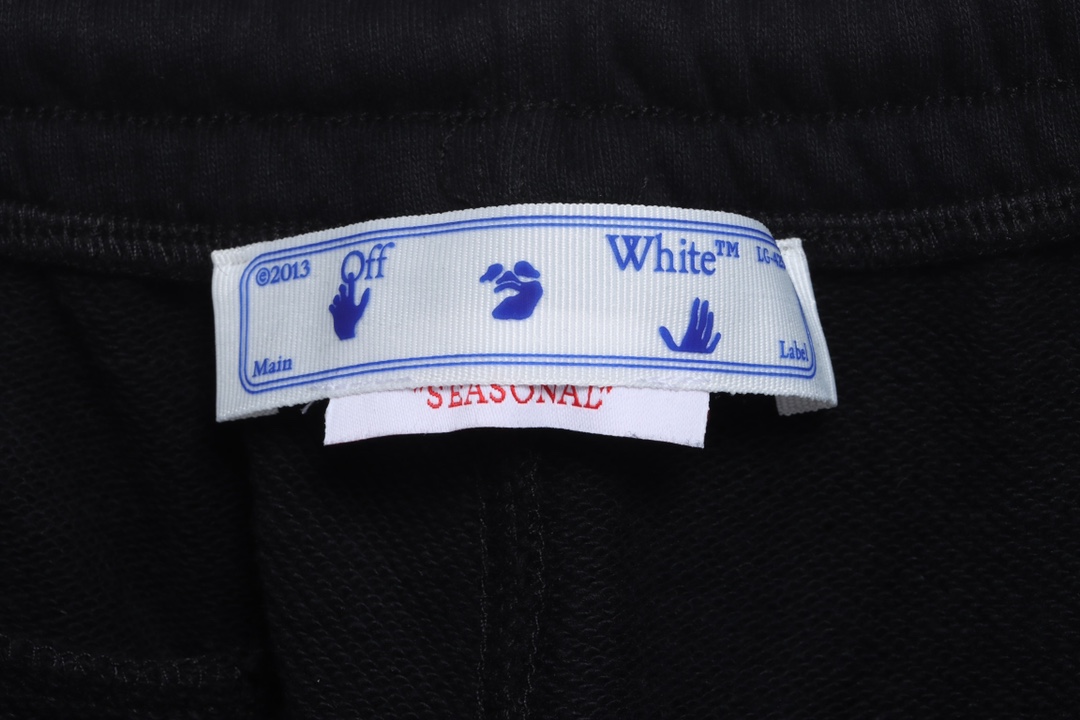 ©2013 Off White™
Main Label
"SEASONAL"